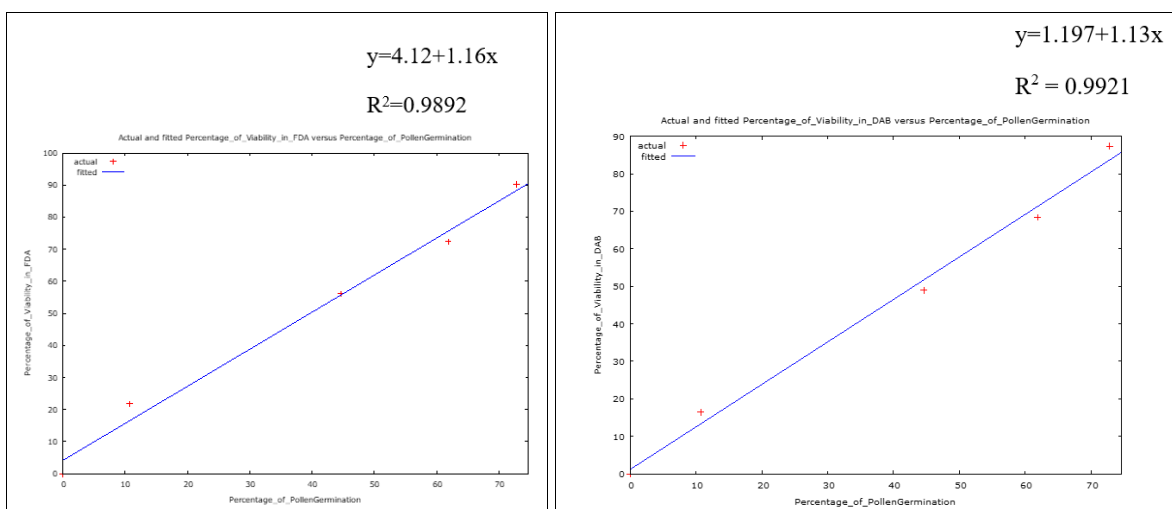 y=4.12+1.16x
R²=0.9892
Actual and fitted Percentage_of_Viability_in_FDA versus Percentage_of_PollenGermination
actual
fitted
100
90
80
70
60
50
40
30
20
10
0
Percentage_of_Viability_in_FDA
0 10 20 30 40 50 60 70
Percentage_of_PollenGermination
y=1.197+1.13x
R² = 0.9921
Actual and fitted Percentage_of_Viability_in_DAB versus Percentage_of_PollenGermination
actual
fitted
90
80
70
60
50
40
30
20
10
0
Percentage_of_Viability_in_DAB
0 10 20 30 40 50 60 70
Percentage_of_PollenGermination